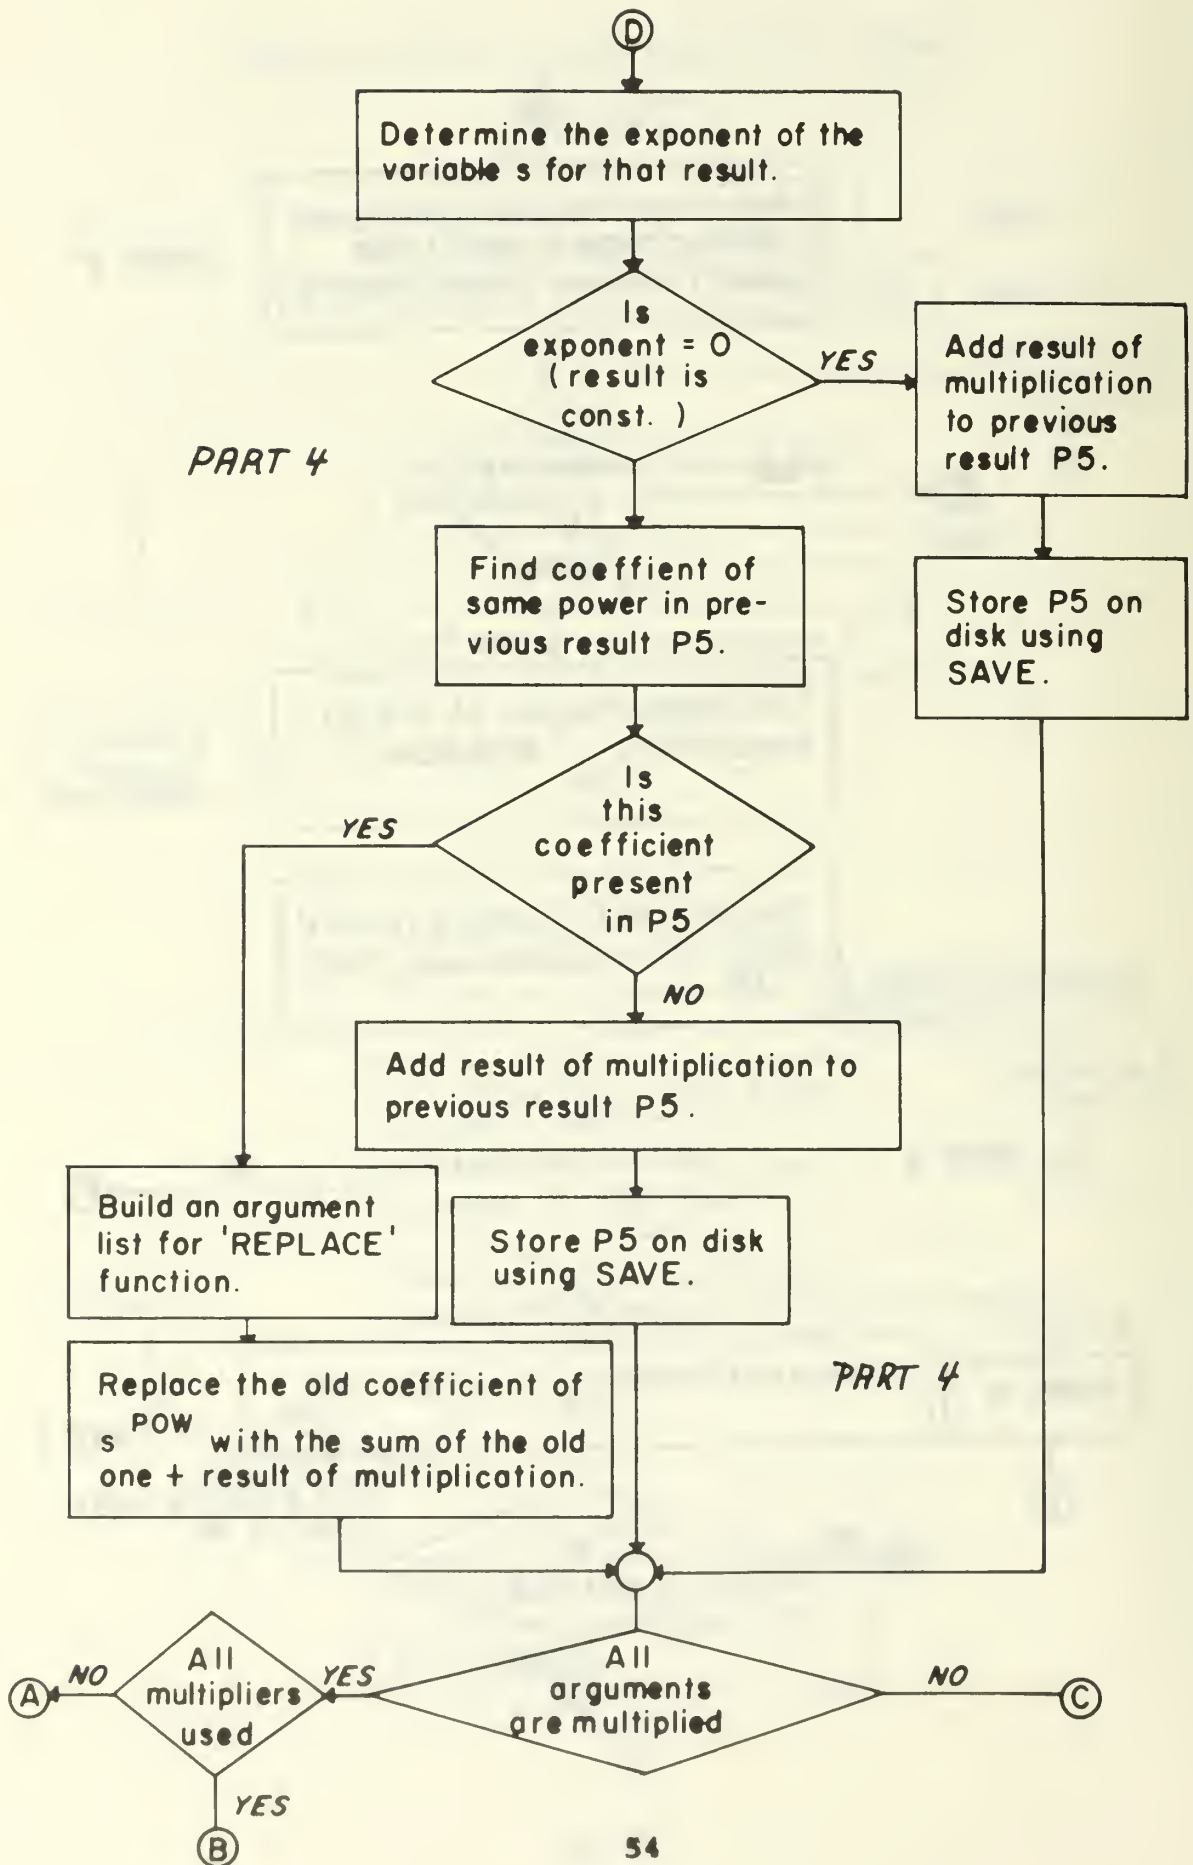 D
Determine the exponent of the
variable s for that result.
Is
exponent = 0
(result is
const. )
YES
Add result of
multiplication
to previous
result P5.
PART 4
Find coeffient of
same power in pre-
vious result P5.
Store P5 on
disk using
SAVE.
Is
this
coefficient
present
in P5
YES
NO
Add result of multiplication to
previous result P5.
Build an argument
list for 'REPLACE'
function.
Store P5 on disk
using SAVE.
Replace the old coefficient of
s POW with the sum of the old
one + result of multiplication.
PART 4
All
arguments
are multiplied
YES
NO
C
All
multipliers
used
NO
A
YES
B
54